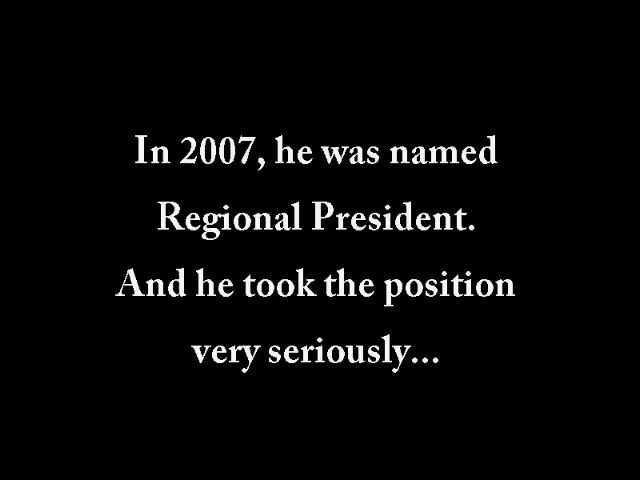 In 2007, he was named
Regional President.
And he took the position
very seriously...